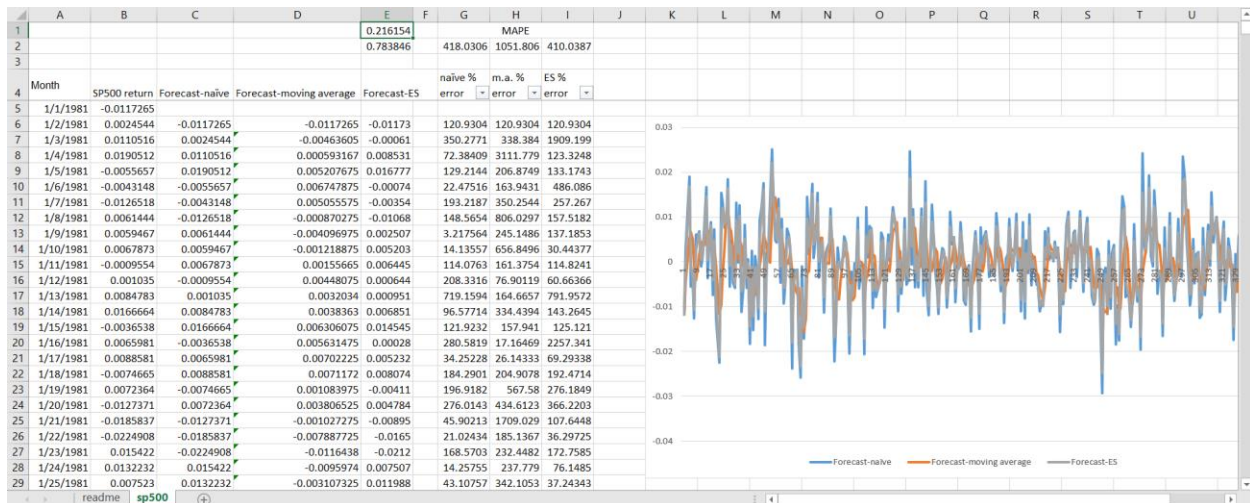 A B C D E F G H I J K L M N O P Q R S T U
1 0.216154 MAPE
2 0.783846 418.0306 1051.806 410.0387
3
naïve % m.a. % ES %
4 Month SP500 return Forecast-naïve Forecast-moving average Forecast-ES error error error
5 1/1/1981 -0.0117265
6 1/2/1981 0.0024544 -0.0117265 -0.0117265 -0.01173 120.9304 120.9304 120.9304
7 1/3/1981 0.0110516 0.0024544 -0.00463605 -0.00061 350.2771 338.384 1909.199
8 1/4/1981 0.0190512 0.0110516 0.000593167 0.008531 72.38409 3111.779 123.3248
9 1/5/1981 -0.0055657 0.0190512 0.005207675 0.016777 129.2144 206.8749 133.1743
10 1/6/1981 -0.0043148 -0.0055657 0.006747875 -0.00074 22.47516 163.9431 486.086
11 1/7/1981 -0.0126518 -0.0043148 0.005055575 -0.00354 193.2187 350.2544 257.267
12 1/8/1981 0.0061444 -0.0126518 -0.000870275 -0.01068 148.5654 806.0297 157.5182
13 1/9/1981 0.0059467 0.0061444 -0.004096975 0.002507 3.217564 245.1486 137.1853
14 1/10/1981 0.0067873 0.0059467 -0.001218875 0.005203 14.13557 656.8496 30.44377
15 1/11/1981 -0.0009554 0.0067873 0.00155665 0.006445 114.0763 161.3754 114.8241
16 1/12/1981 0.001035 -0.0009554 0.00448075 0.000644 208.3316 76.90119 60.66366
17 1/13/1981 0.0084783 0.001035 0.0032034 0.000951 719.1594 164.6657 791.9572
18 1/14/1981 0.0166664 0.0084783 0.0038363 0.006851 96.57714 334.4394 143.2645
19 1/15/1981 -0.0036538 0.0166664 0.006306075 0.014545 121.9232 157.941 125.121
20 1/16/1981 0.0065981 -0.0036538 0.005631475 0.00028 280.5819 17.16469 2257.341
21 1/17/1981 0.0088581 0.0065981 0.00702225 0.005232 34.25228 26.14333 69.29338
22 1/18/1981 -0.0074665 0.0088581 0.0071172 0.008074 184.2901 204.9078 192.4714
23 1/19/1981 0.0072364 -0.0074665 0.001083975 -0.00411 196.9182 567.58 276.1849
24 1/20/1981 -0.0127371 0.0072364 0.003806525 0.004784 276.0143 434.6123 366.2203
25 1/21/1981 -0.0185837 -0.0127371 -0.001027275 -0.00895 45.90213 1709.029 107.6448
26 1/22/1981 -0.0224908 -0.0185837 -0.007887725 -0.0165 21.02434 185.1367 36.29725
27 1/23/1981 0.015422 -0.0224908 -0.0116438 -0.0212 168.5703 232.4482 172.7585
28 1/24/1981 0.0132232 0.015422 -0.0095974 0.007507 14.25755 237.779 76.1485
29 1/25/1981 0.007523 0.0132232 -0.003107325 0.011988 43.10757 342.1053 37.24343
0.03
0.02
0.01
0
-0.01
-0.02
-0.03
-0.04
Forecast-naïve Forecast-moving average Forecast-ES
readme sp500